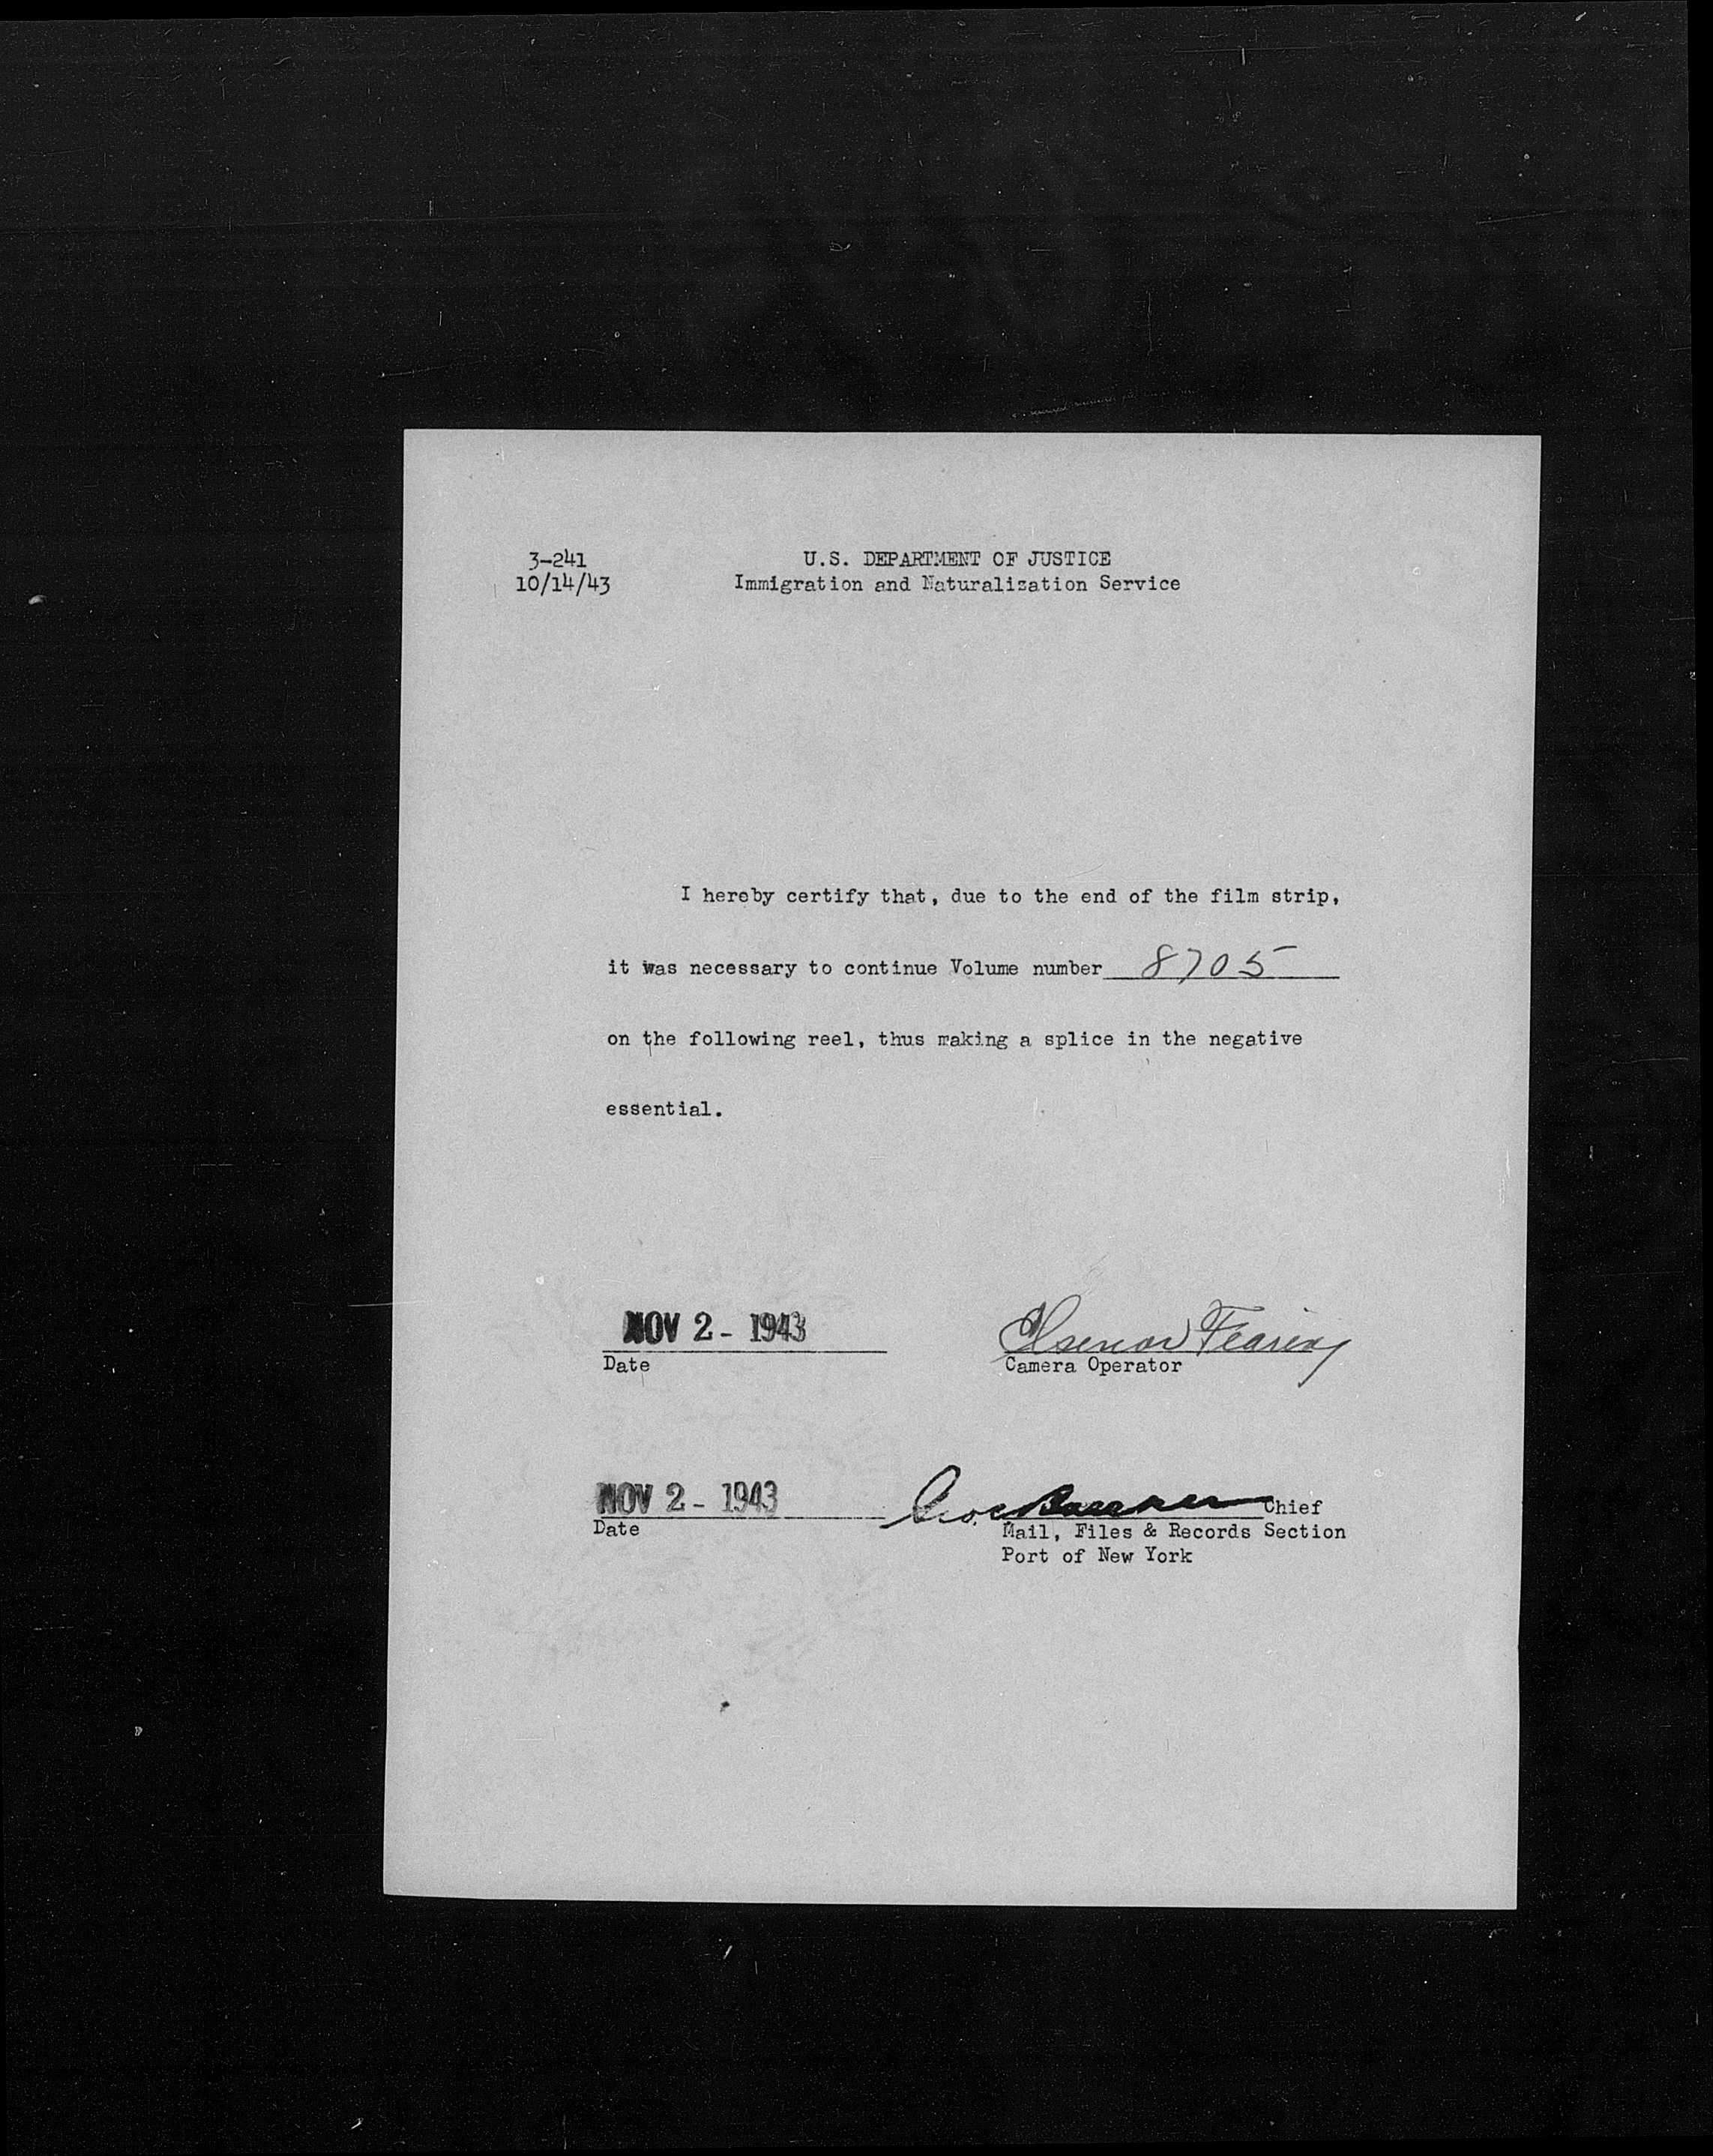 3-241
10/14/43
U.S. DEPARTMENT OF JUSTICE
Immigration and Naturalization Service
I hereby certify that, due to the end of the film strip,
it was necessary to continue Volume number 8705
on the following reel, thus making a splice in the negative
essential.
NOV 2 - 1943
Date
Fearing
Camera Operator
NOV 2 - 1943
Date
Geo.
Chief
Mail, Files & Records Section
Port of New York